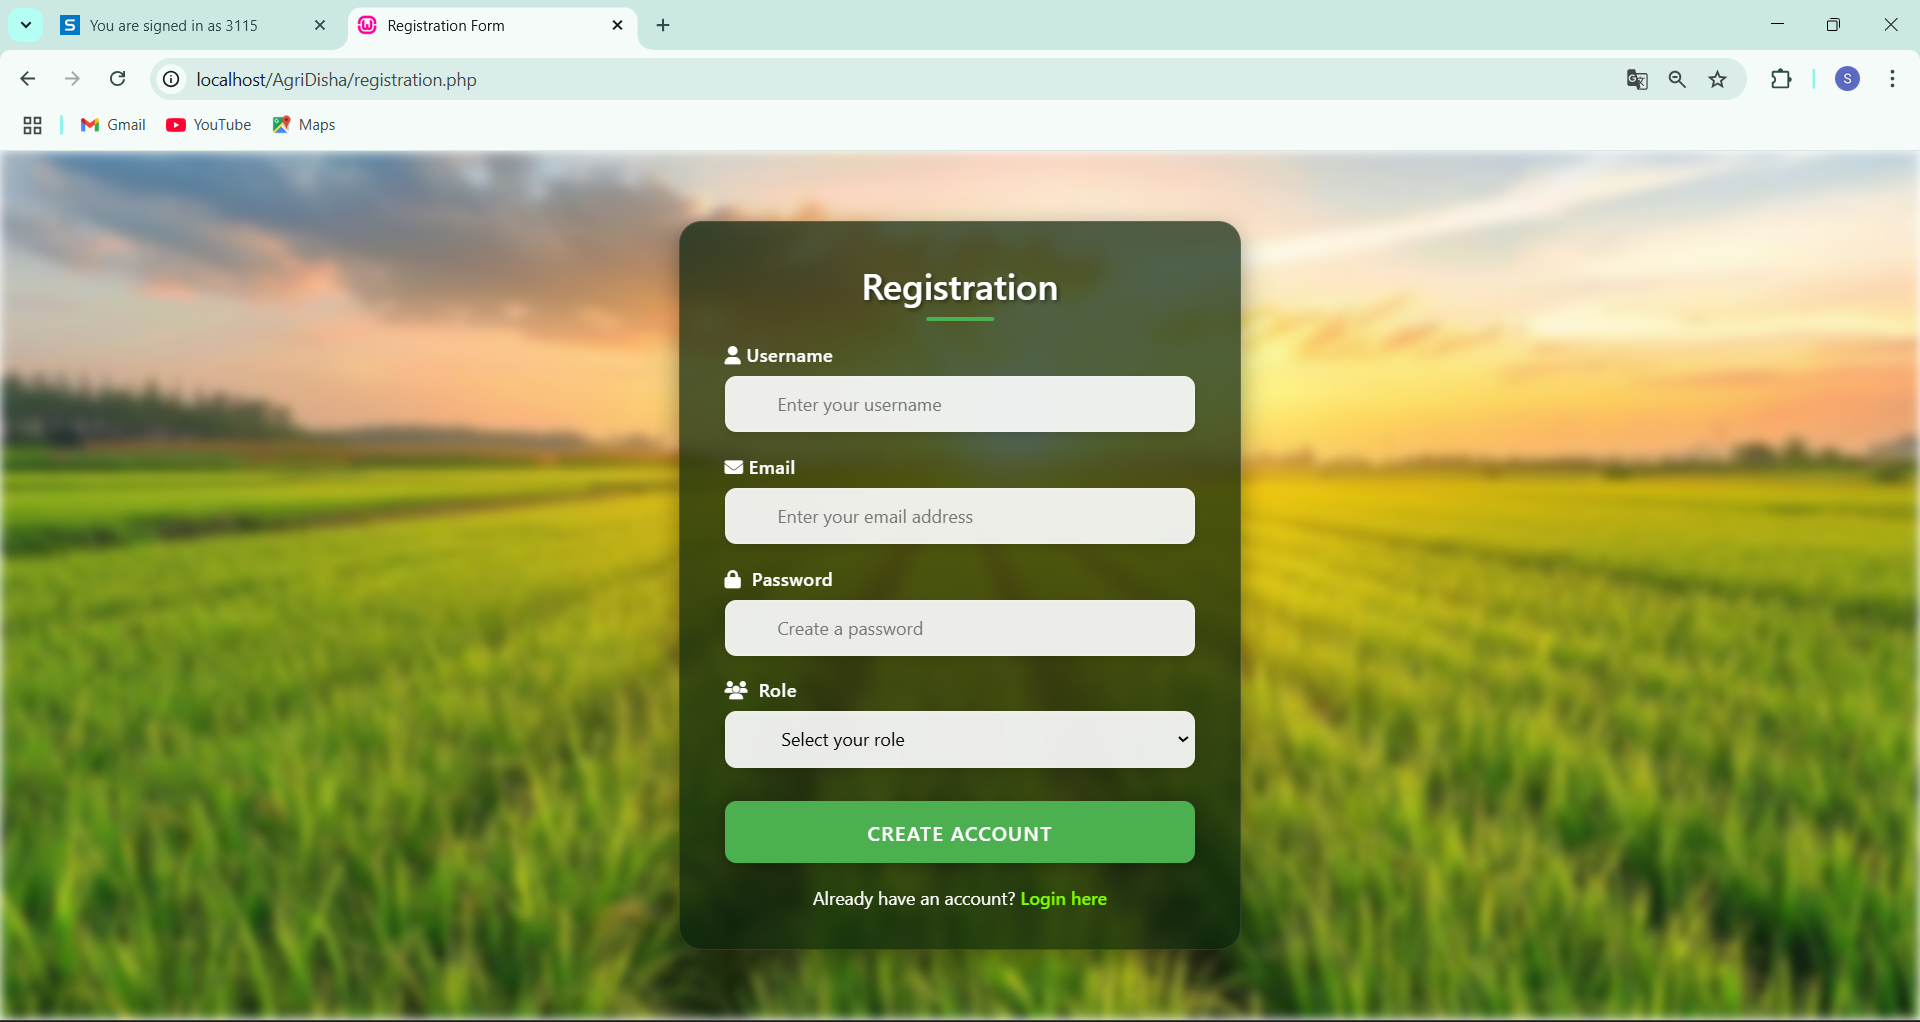 You are signed in as 3115
Registration Form
localhost/AgriDisha/registration.php
S
Gmail
YouTube
Maps
Registration
Username
Enter your username
Email
Enter your email address
Password
Create a password
Role
Select your role
CREATE ACCOUNT
Already have an account? Login here